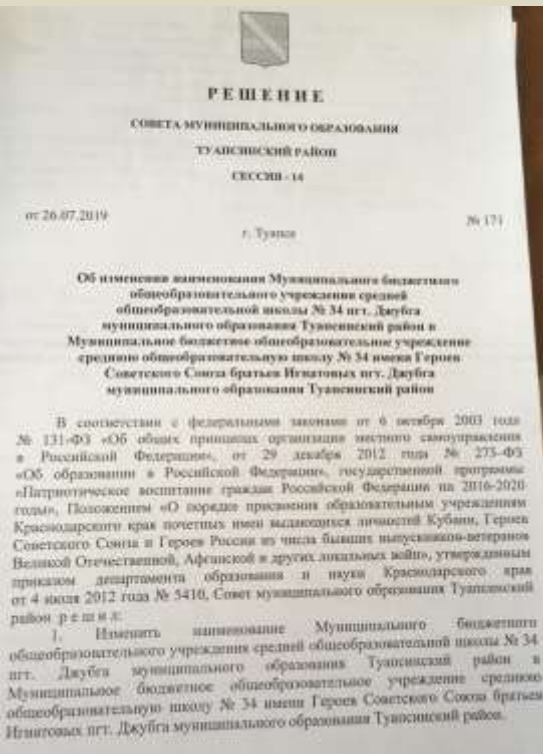 РЕШЕНИЕ
СОВЕТА МУНИЦИПАЛЬНОГО ОБРАЗОВАНИЯ
ТУАПСИНСКИЙ РАЙОН
СЕССИЯ - 14
от 26.07.2019
№ 171
г. Туапсе
Об изменении наименования Муниципального бюджетного
общеобразовательного учреждения средней
общеобразовательной школы № 34 пгт. Джубга
муниципального образования Туапсинский район в
Муниципальное бюджетное общеобразовательное учреждение
среднюю общеобразовательную школу № 34 имени Героев
Советского Союза братьев Игнатовых пгт. Джубга
муниципального образования Туапсинский район
В соответствии с федеральными законами от 6 октября 2003 года
№ 131-ФЗ «Об общих принципах организации местного самоуправления
в Российской Федерации», от 29 декабря 2012 года № 273-ФЗ
«Об образовании в Российской Федерации», государственной программы
«Патриотическое воспитание граждан Российской Федерации на 2016-2020
годы», Положением «О порядке присвоения образовательным учреждениям
Краснодарского края почетных имен выдающихся личностей Кубани, Героев
Советского Союза и Героев России из числа бывших выпускников-ветеранов
Великой Отечественной, Афганской и других локальных войн», утвержденным
приказом департамента образования и науки Краснодарского края
от 4 июля 2012 года № 5410, Совет муниципального образования Туапсинский
район р е ш и л:
1. Изменить наименование Муниципального бюджетного
общеобразовательного учреждения средней общеобразовательной школы № 34
пгт. Джубга муниципального образования Туапсинский район в
Муниципальное бюджетное общеобразовательное учреждение среднюю
общеобразовательную школу № 34 имени Героев Советского Союза братьев
Игнатовых пгт. Джубга муниципального образования Туапсинский район.